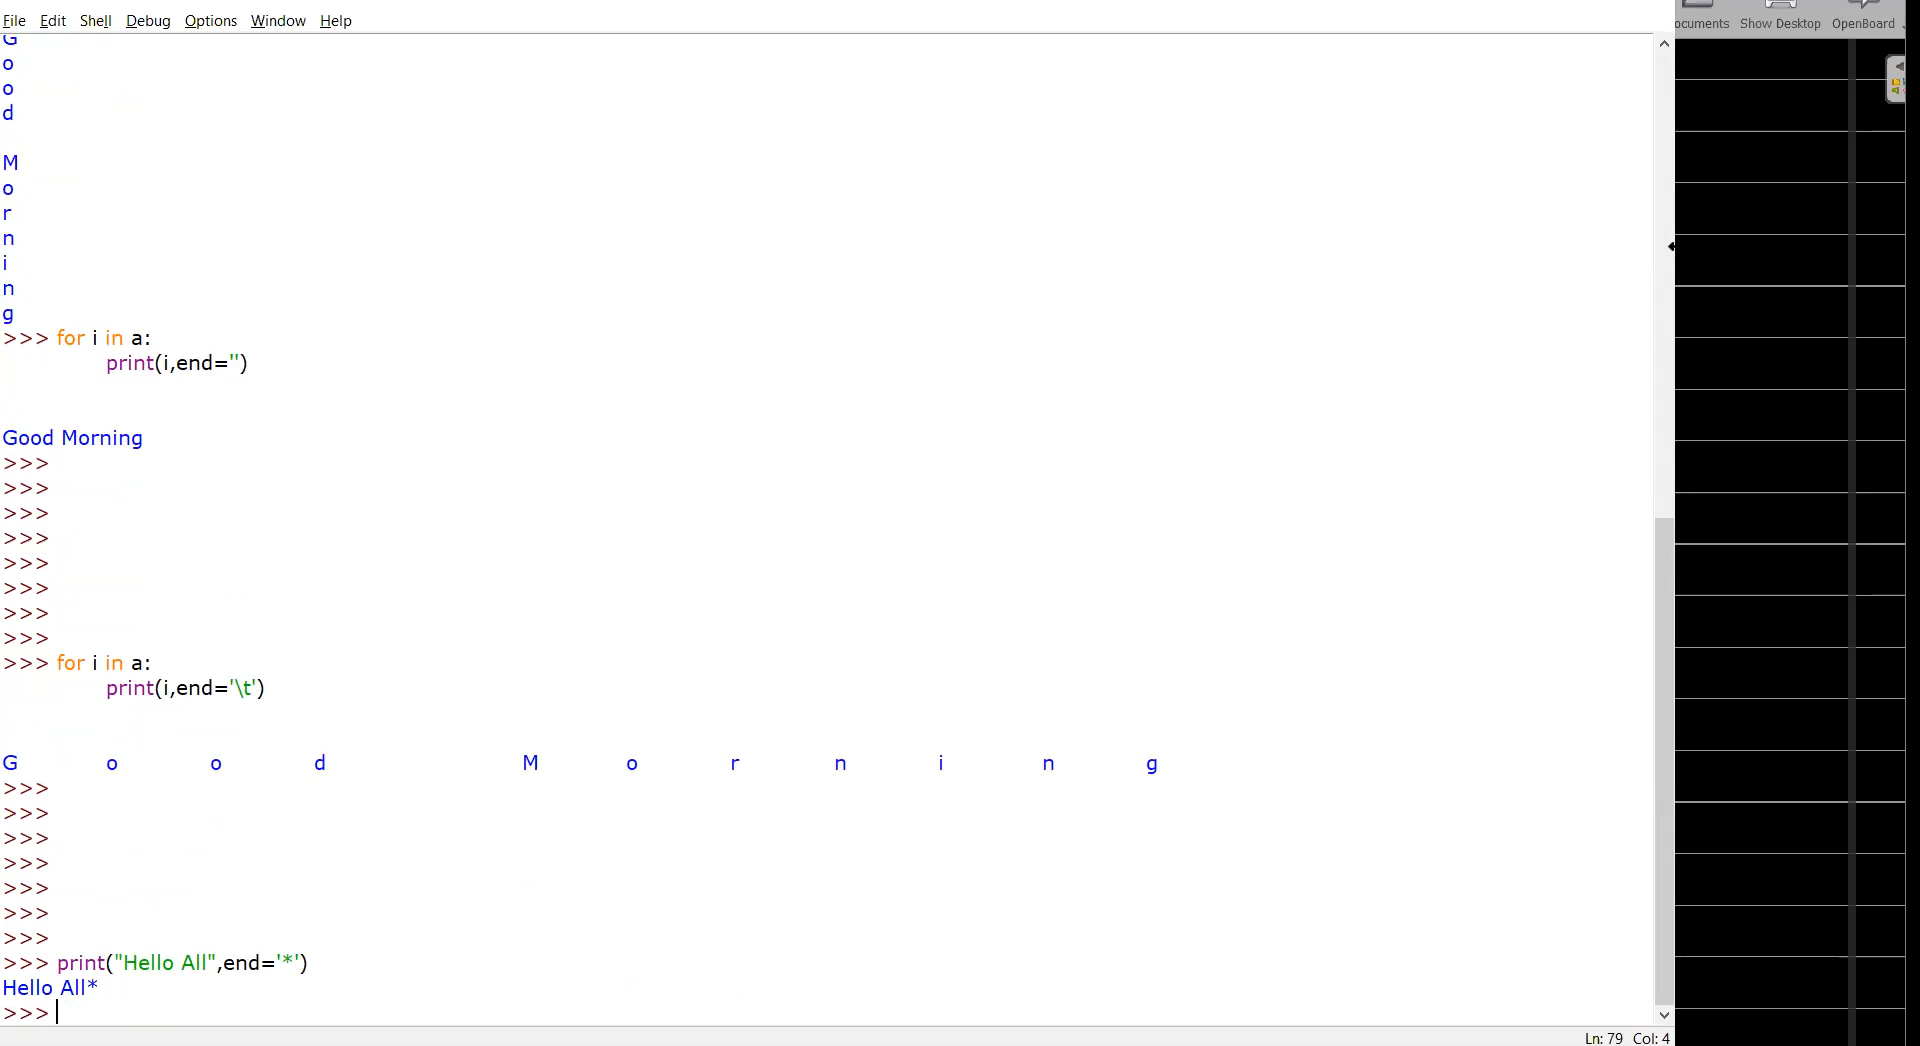 File Edit Shell Debug Options Window Help
ocuments Show Desktop OpenBoard
G
o
o
d
M
o
r
n
i
n
g
>>> for i in a:
print(i,end='')
Good Morning
>>>
>>>
>>>
>>>
>>>
>>>
>>>
>>>
>>> for i in a:
print(i,end='\t')
G o o d M o r n i n g
>>>
>>>
>>>
>>>
>>>
>>>
>>>
>>> print("Hello All",end='*')
Hello All*
>>>
Ln: 79 Col: 4